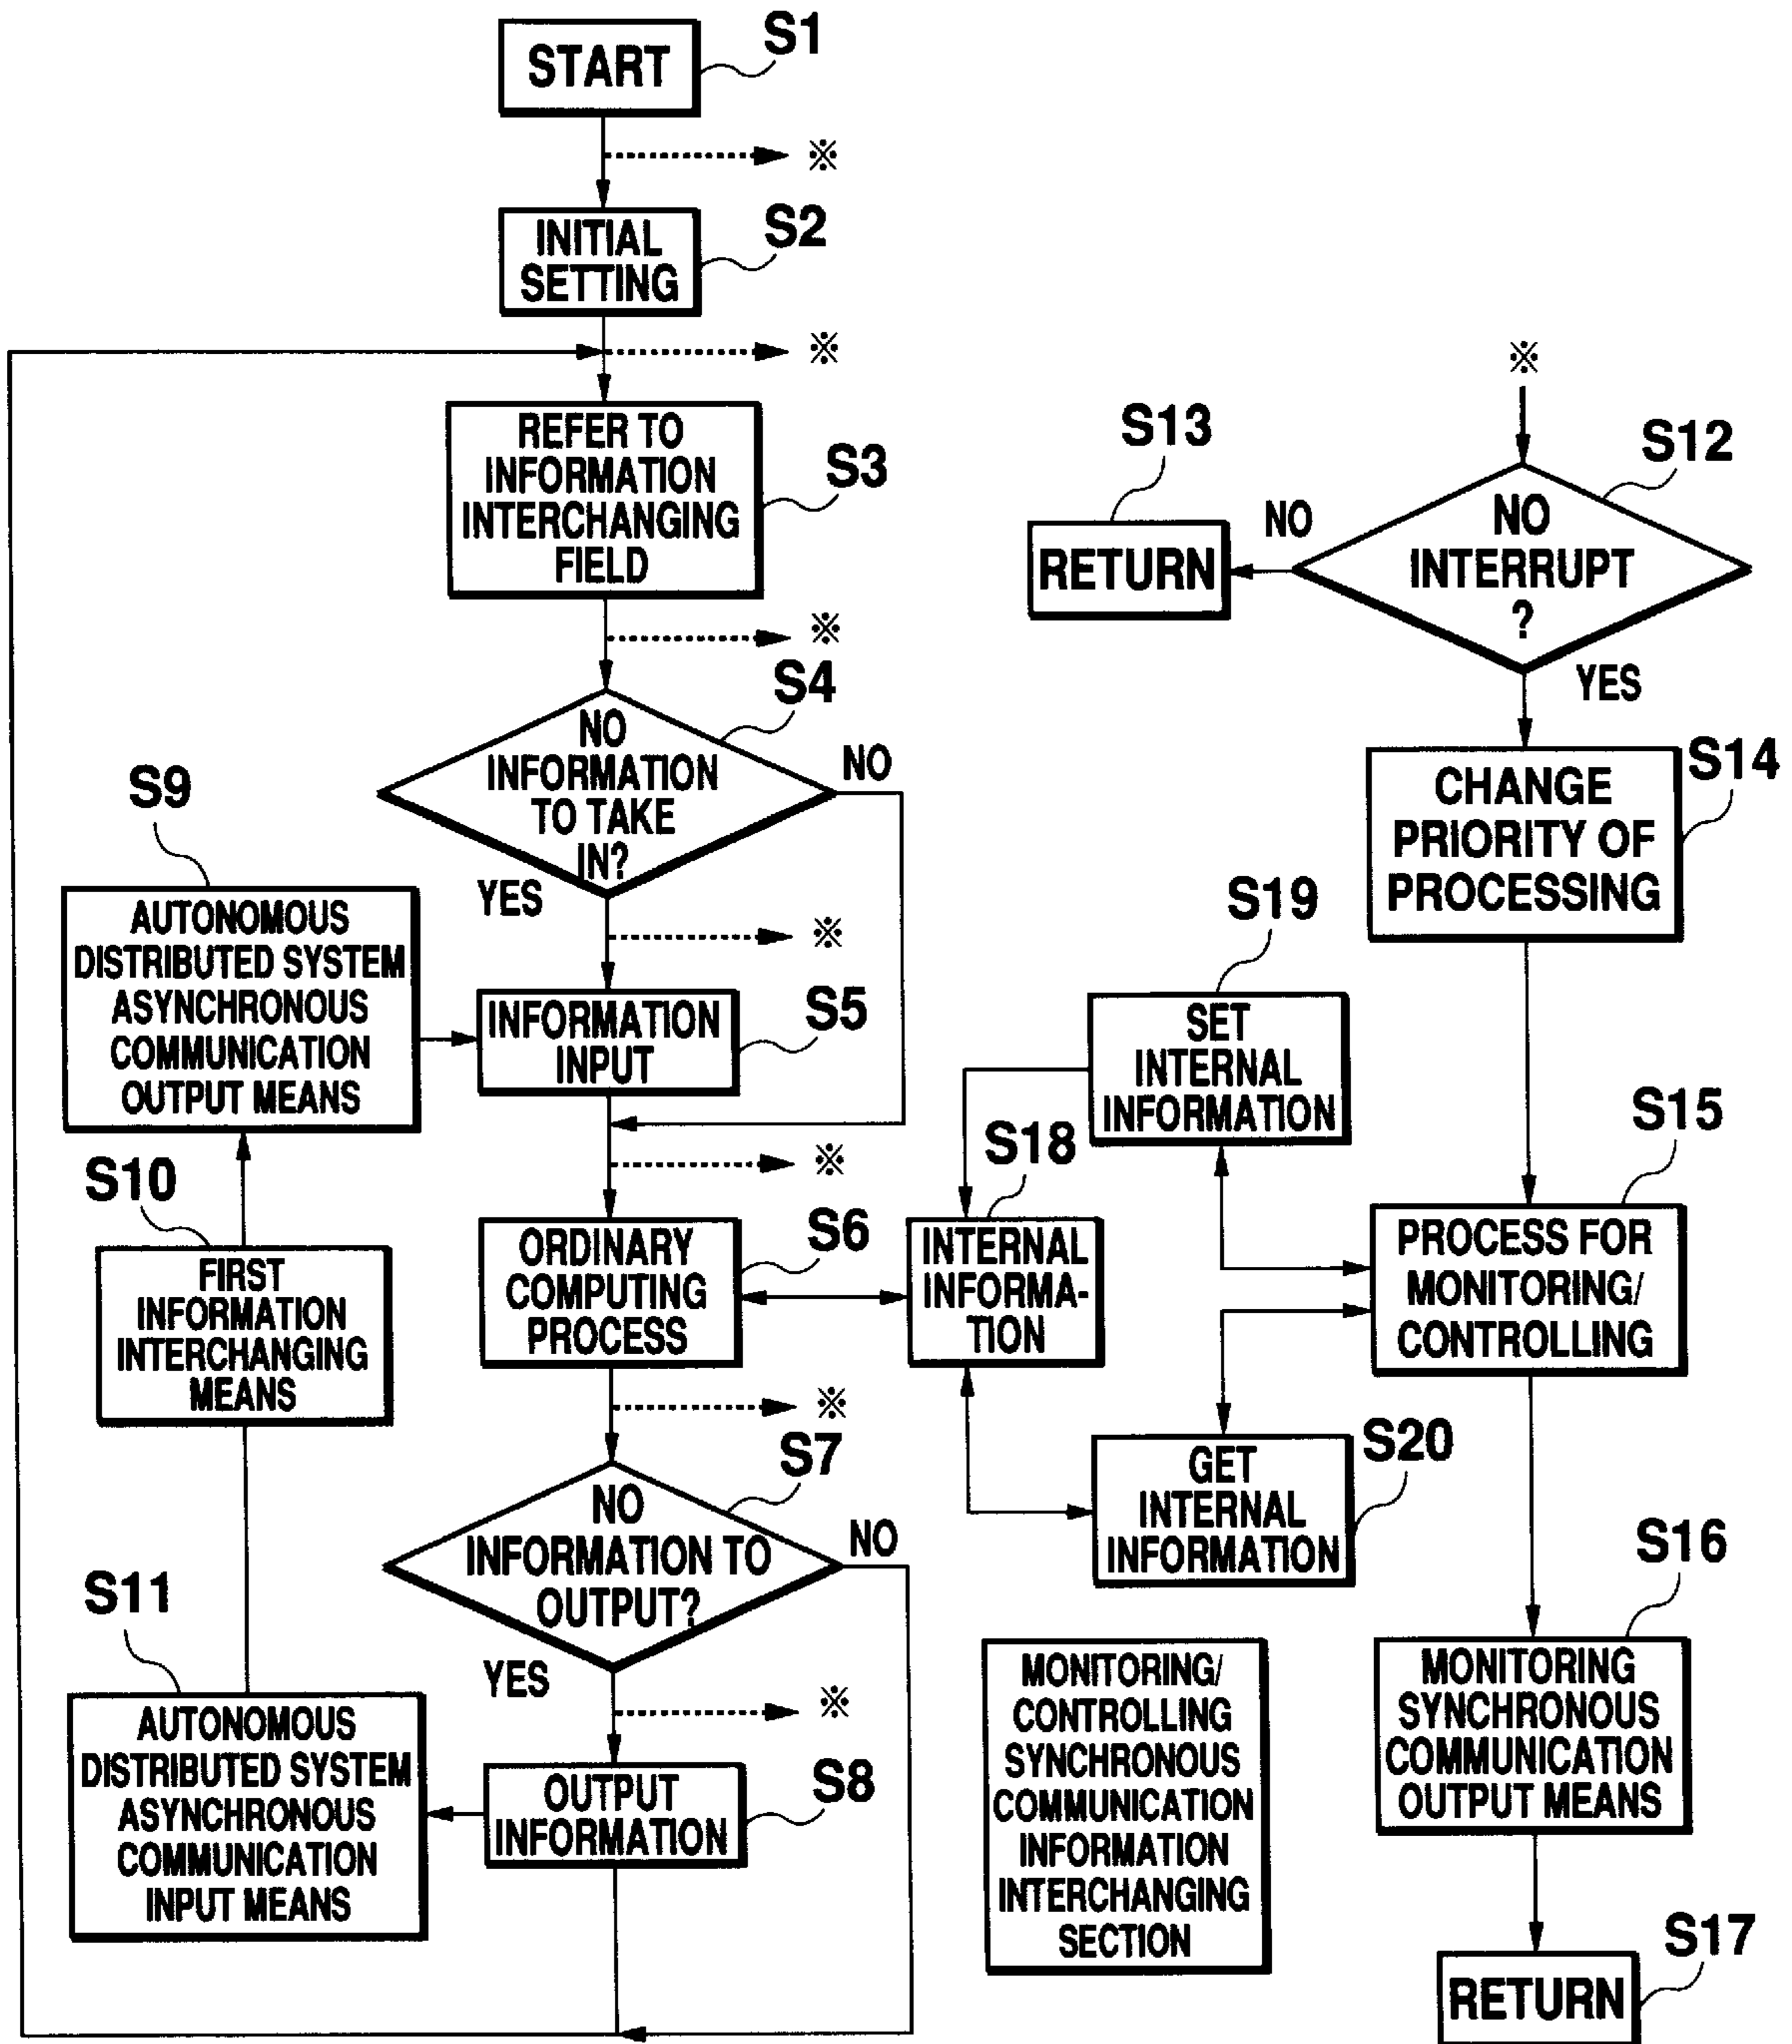 S1
START
※
S2
INITIAL
SETTING
※
REFER TO
INFORMATION
INTERCHANGING
FIELD
S3
※
S4
NO
INFORMATION
TO TAKE
IN?
NO
YES
※
S9
AUTONOMOUS
DISTRIBUTED SYSTEM
ASYNCHRONOUS
COMMUNICATION
OUTPUT MEANS
INFORMATION
INPUT
S5
※
S10
FIRST
INFORMATION
INTERCHANGING
MEANS
ORDINARY
COMPUTING
PROCESS
S6
※
S7
NO
INFORMATION TO
OUTPUT?
NO
YES
※
S11
AUTONOMOUS
DISTRIBUTED SYSTEM
ASYNCHRONOUS
COMMUNICATION
INPUT MEANS
OUTPUT
INFORMATION
S8
※
S12
NO
INTERRUPT
?
NO
S13
RETURN
YES
S14
CHANGE
PRIORITY OF
PROCESSING
S19
SET
INTERNAL
INFORMATION
S18
INTERNAL
INFORMA-
TION
S15
PROCESS FOR
MONITORING/
CONTROLLING
S20
GET
INTERNAL
INFORMATION
MONITORING/
CONTROLLING
SYNCHRONOUS
COMMUNICATION
INFORMATION
INTERCHANGING
SECTION
S16
MONITORING
SYNCHRONOUS
COMMUNICATION
OUTPUT MEANS
S17
RETURN